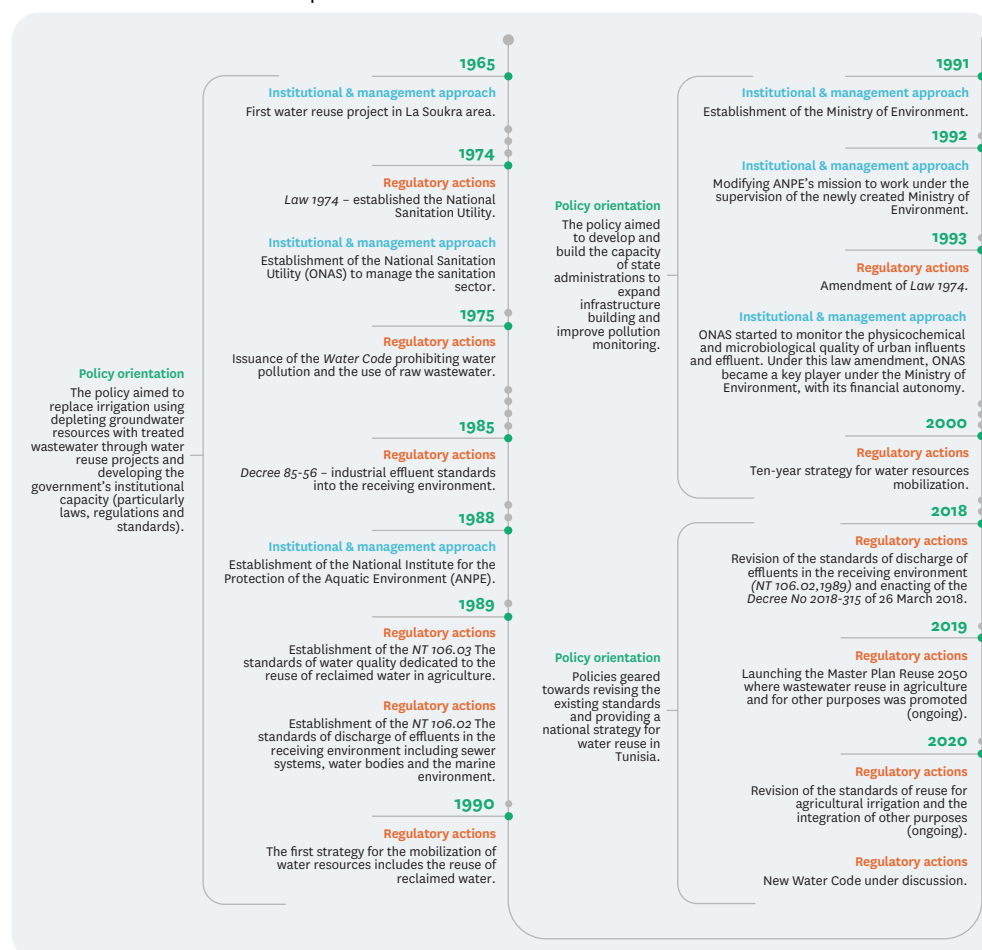 1965
Institutional & management approach
First water reuse project in La Soukra area.
1974
Regulatory actions
Law 1974 – established the National
Sanitation Utility.
Institutional & management approach
Establishment of the National Sanitation
Utility (ONAS) to manage the sanitation
sector.
1975
Regulatory actions
Issuance of the Water Code prohibiting water
pollution and the use of raw wastewater.
Policy orientation
The policy aimed to
replace irrigation using
depleting groundwater
resources with treated
wastewater through water
reuse projects and
developing the
government's institutional
capacity (particularly
laws, regulations and
standards).
1985
Regulatory actions
Decree 85-56 – industrial effluent standards
into the receiving environment.
1988
Institutional & management approach
Establishment of the National Institute for the
Protection of the Aquatic Environment (ANPE).
1989
Regulatory actions
Establishment of the NT 106.03 The
standards of water quality dedicated to the
reuse of reclaimed water in agriculture.
Regulatory actions
Establishment of the NT 106.02 The
standards of discharge of effluents in the
receiving environment including sewer
systems, water bodies and the marine
environment.
1990
Regulatory actions
The first strategy for the mobilization of
water resources includes the reuse of
reclaimed water.
1991
Institutional & management approach
Establishment of the Ministry of Environment.
1992
Institutional & management approach
Modifying ANPE's mission to work under the
supervision of the newly created Ministry of
Environment.
Policy orientation
The policy aimed
to develop and
build the capacity
of state
administrations to
expand
infrastructure
building and
improve pollution
monitoring.
1993
Regulatory actions
Amendment of Law 1974.
Institutional & management approach
ONAS started to monitor the physicochemical
and microbiological quality of urban influents
and effluent. Under this law amendment, ONAS
became a key player under the Ministry of
Environment, with its financial autonomy.
2000
Regulatory actions
Ten-year strategy for water resources
mobilization.
2018
Regulatory actions
Revision of the standards of discharge of
effluents in the receiving environment
(NT 106.02,1989) and enacting of the
Decree No 2018-315 of 26 March 2018.
2019
Regulatory actions
Launching the Master Plan Reuse 2050
where wastewater reuse in agriculture
and for other purposes was promoted
(ongoing).
Policy orientation
Policies geared
towards revising the
existing standards
and providing a
national strategy for
water reuse in
Tunisia.
2020
Regulatory actions
Revision of the standards of reuse for
agricultural irrigation and the
integration of other purposes
(ongoing).
Regulatory actions
New Water Code under discussion.